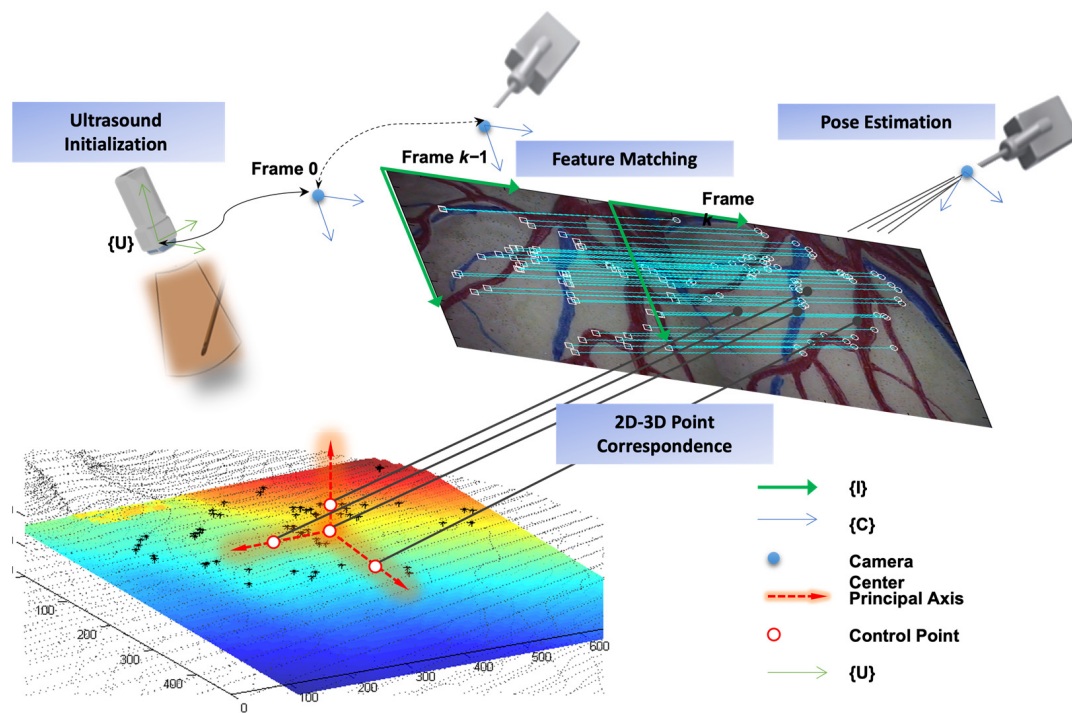 Ultrasound
Initialization
Frame 0
{U}
Frame k−1
Feature Matching
Frame
k
Pose Estimation
2D-3D Point
Correspondence
{I}
{C}
Camera
Center
Principal Axis
Control Point
{U}
100
200
300
400
0
100
200
300
400
500
600